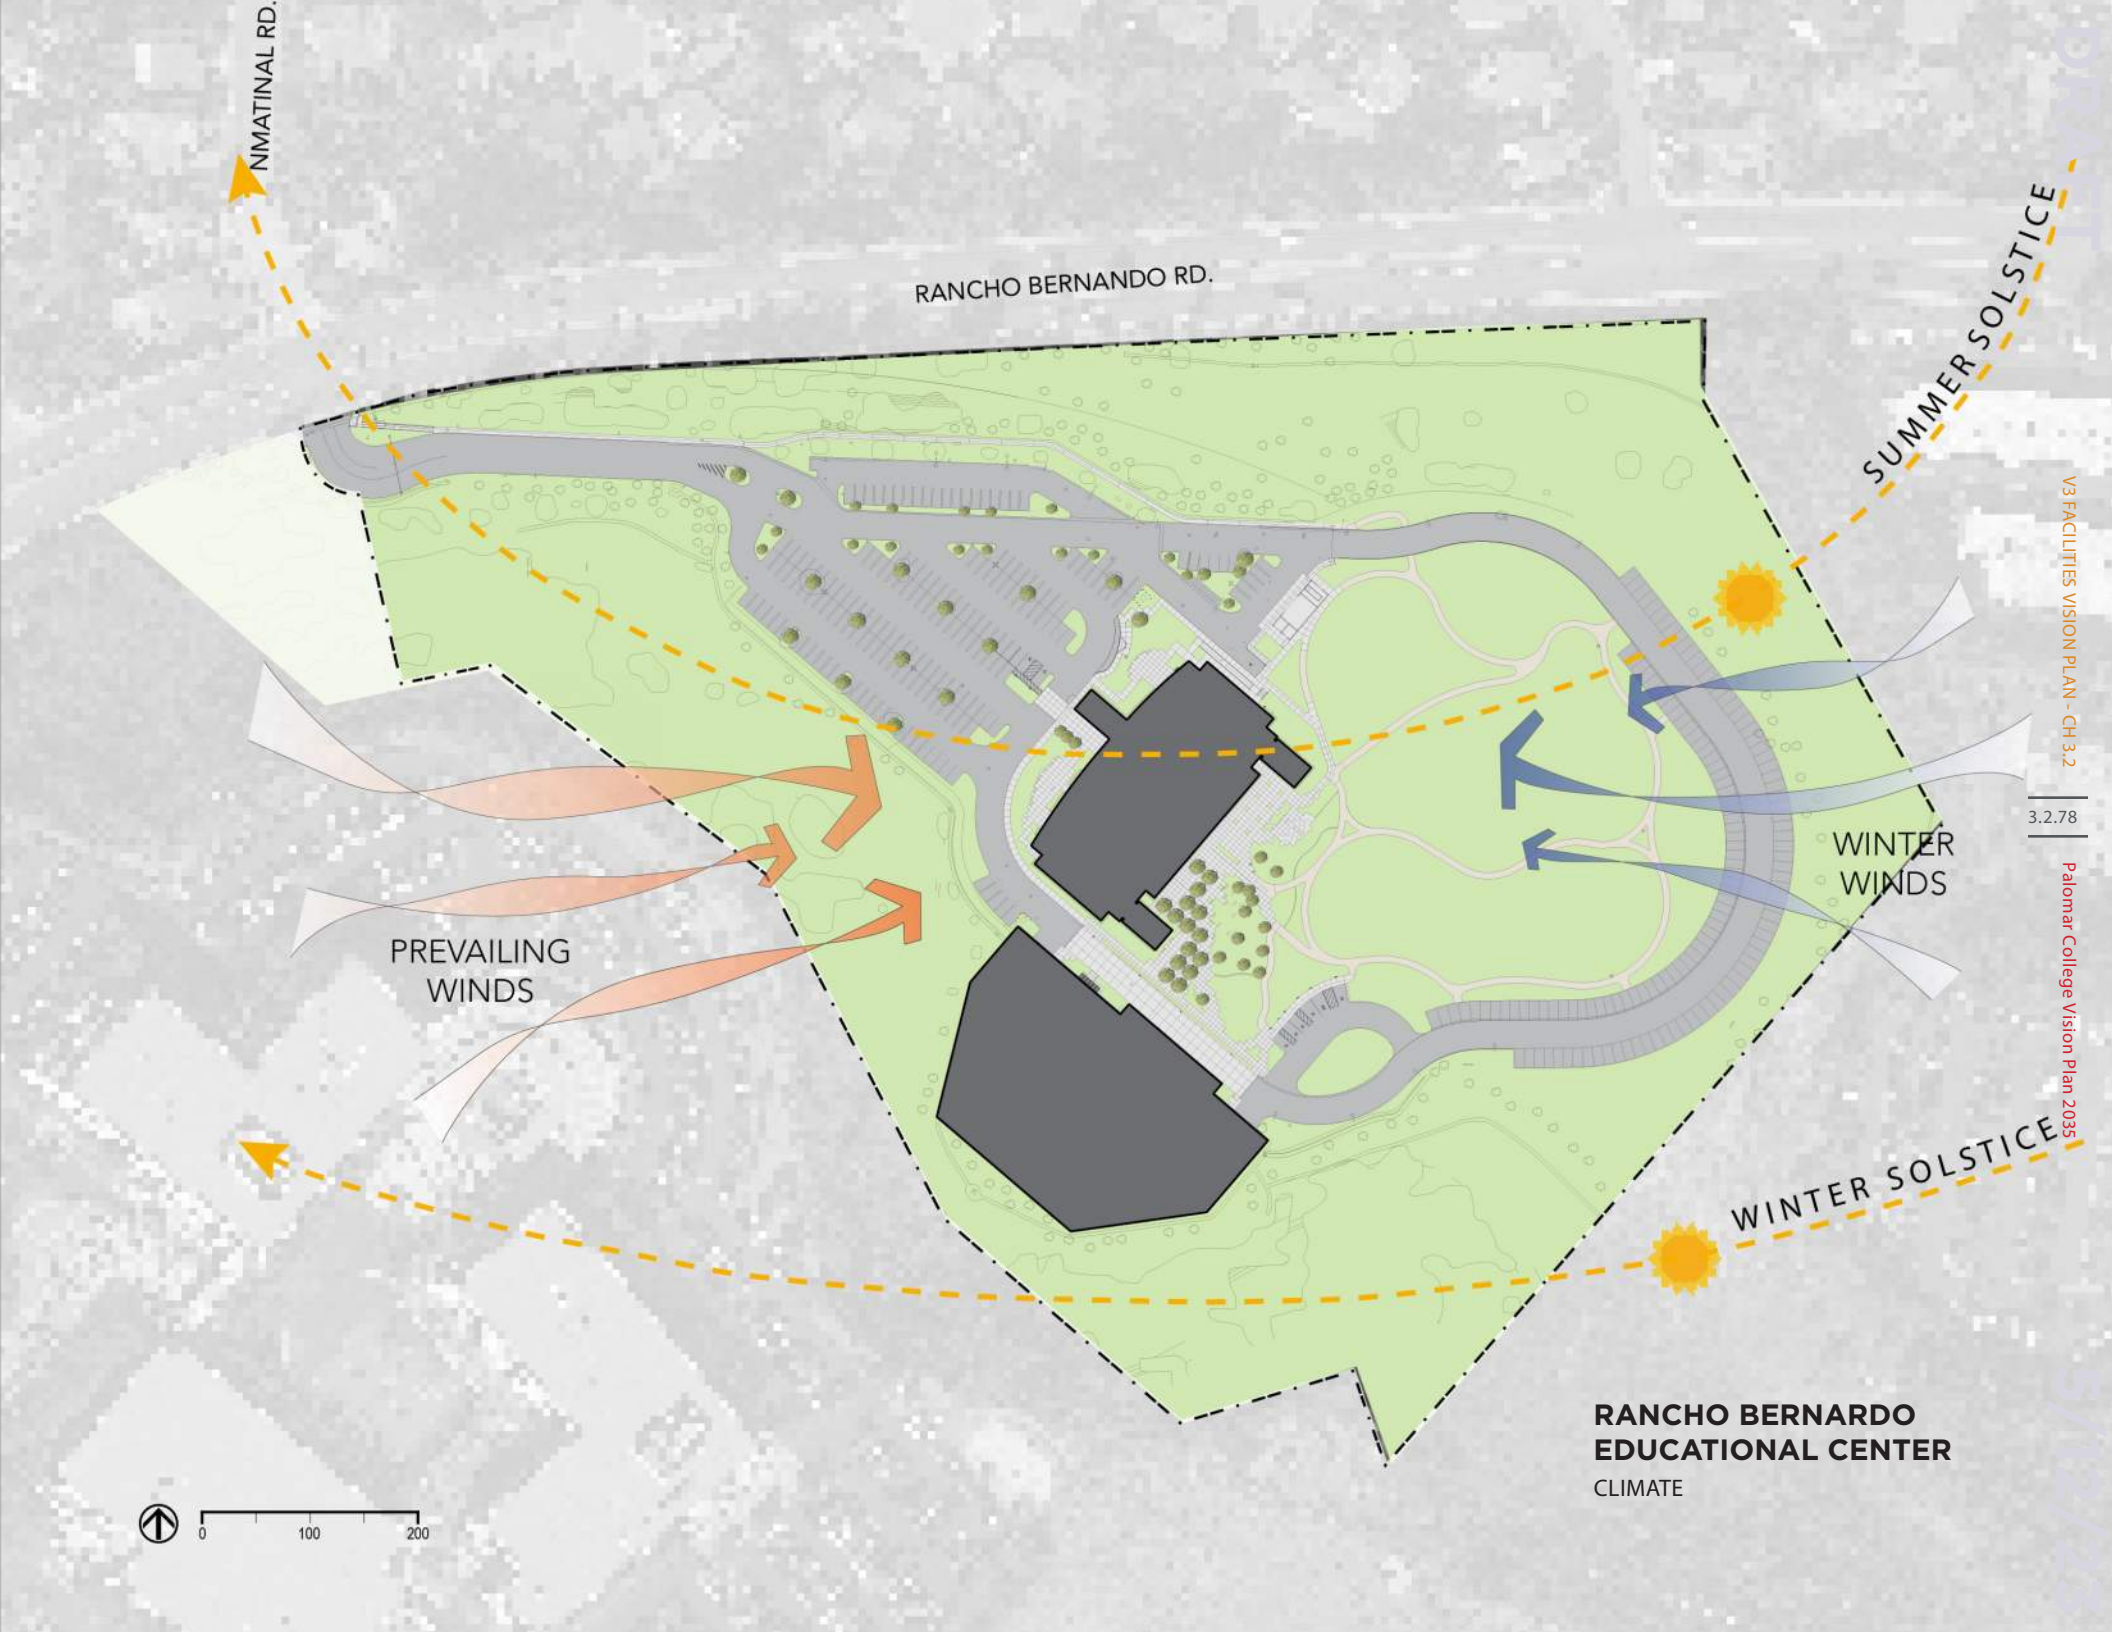 NMATINAL RD.
RANCHO BERNANDO RD.
SUMMER SOLSTICE
DRAFT
V3 FACILITIES VISION PLAN - CH 3.2
3.2.78
Palomar College Vision Plan 2035
WINTER
WINDS
PREVAILING
WINDS
WINTER SOLSTICE
RANCHO BERNARDO
EDUCATIONAL CENTER
CLIMATE
0 100 200